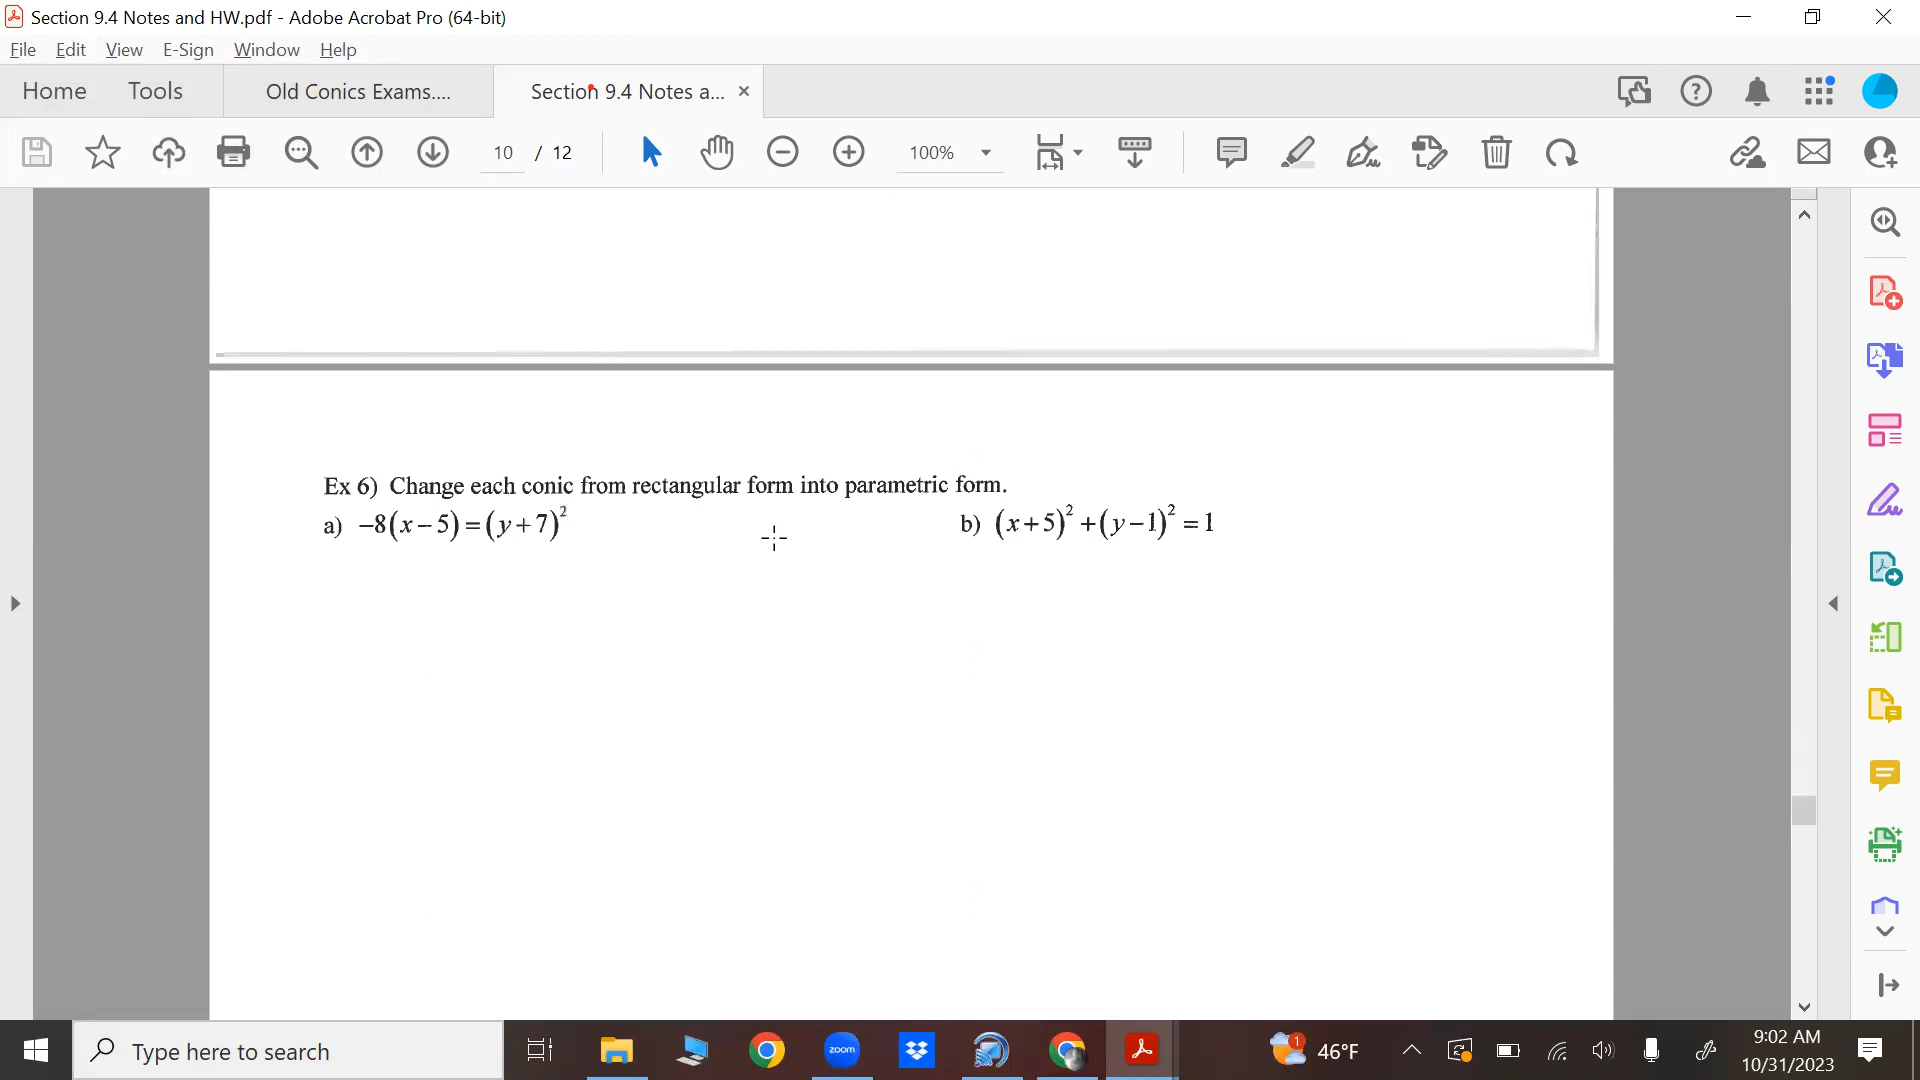 Section 9.4 Notes and HW.pdf - Adobe Acrobat Pro (64-bit)
File Edit View E-Sign Window Help
Home Tools Old Conics Exams.... Section 9.4 Notes a... ×
10 / 12 100%
Ex 6) Change each conic from rectangular form into parametric form.
a) −8(x−5)=(y+7)² b) (x+5)²+(y−1)²=1
Type here to search
zoom
1
46°F
9:02 AM
10/31/2023